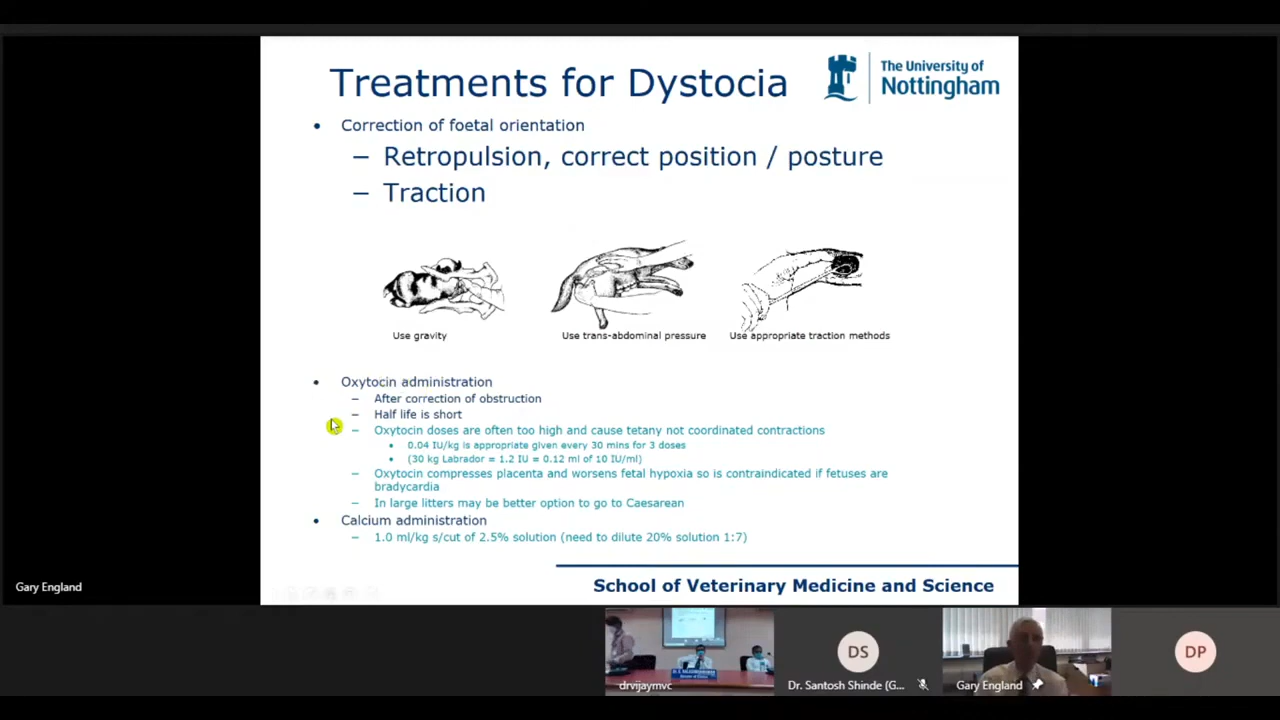 Treatments for Dystocia
The University of
Nottingham
• Correction of foetal orientation
– Retropulsion, correct position / posture
– Traction
Use gravity
Use trans-abdominal pressure
Use appropriate traction methods
• Oxytocin administration
– After correction of obstruction
– Half life is short
– Oxytocin doses are often too high and cause tetany not coordinated contractions
• 0.04 IU/kg is appropriate given every 30 mins for 3 doses
• (30 kg Labrador = 1.2 IU = 0.12 ml of 10 IU/ml)
– Oxytocin compresses placenta and worsens fetal hypoxia so is contraindicated if fetuses are
bradycardia
– In large litters may be better option to go to Caesarean
• Calcium administration
– 1.0 ml/kg s/cut of 2.5% solution (need to dilute 20% solution 1:7)
School of Veterinary Medicine and Science
Gary England
drvijaymvc
DS
Dr. Santosh Shinde (G...
Gary England
DP